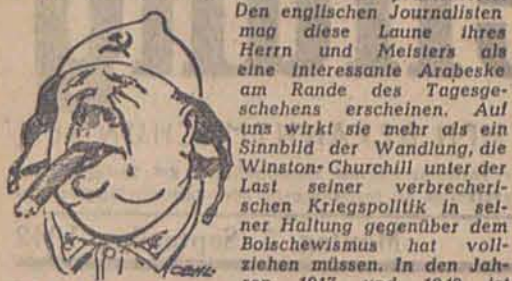 Den englischen Journalisten
mag diese Laune ihres
Herrn und Meisters als
eine interessante Arabeske
am Rande des Tagesge-
schehens erscheinen. Auf
uns wirkt sie mehr als ein
Sinnbild der Wandlung, die
Winston-Churchill unter der
Last seiner verbrecheri-
schen Kriegspolitik in sei-
ner Haltung gegenüber dem
Bolschewismus hat voll-
ziehen müssen. In den Jah-